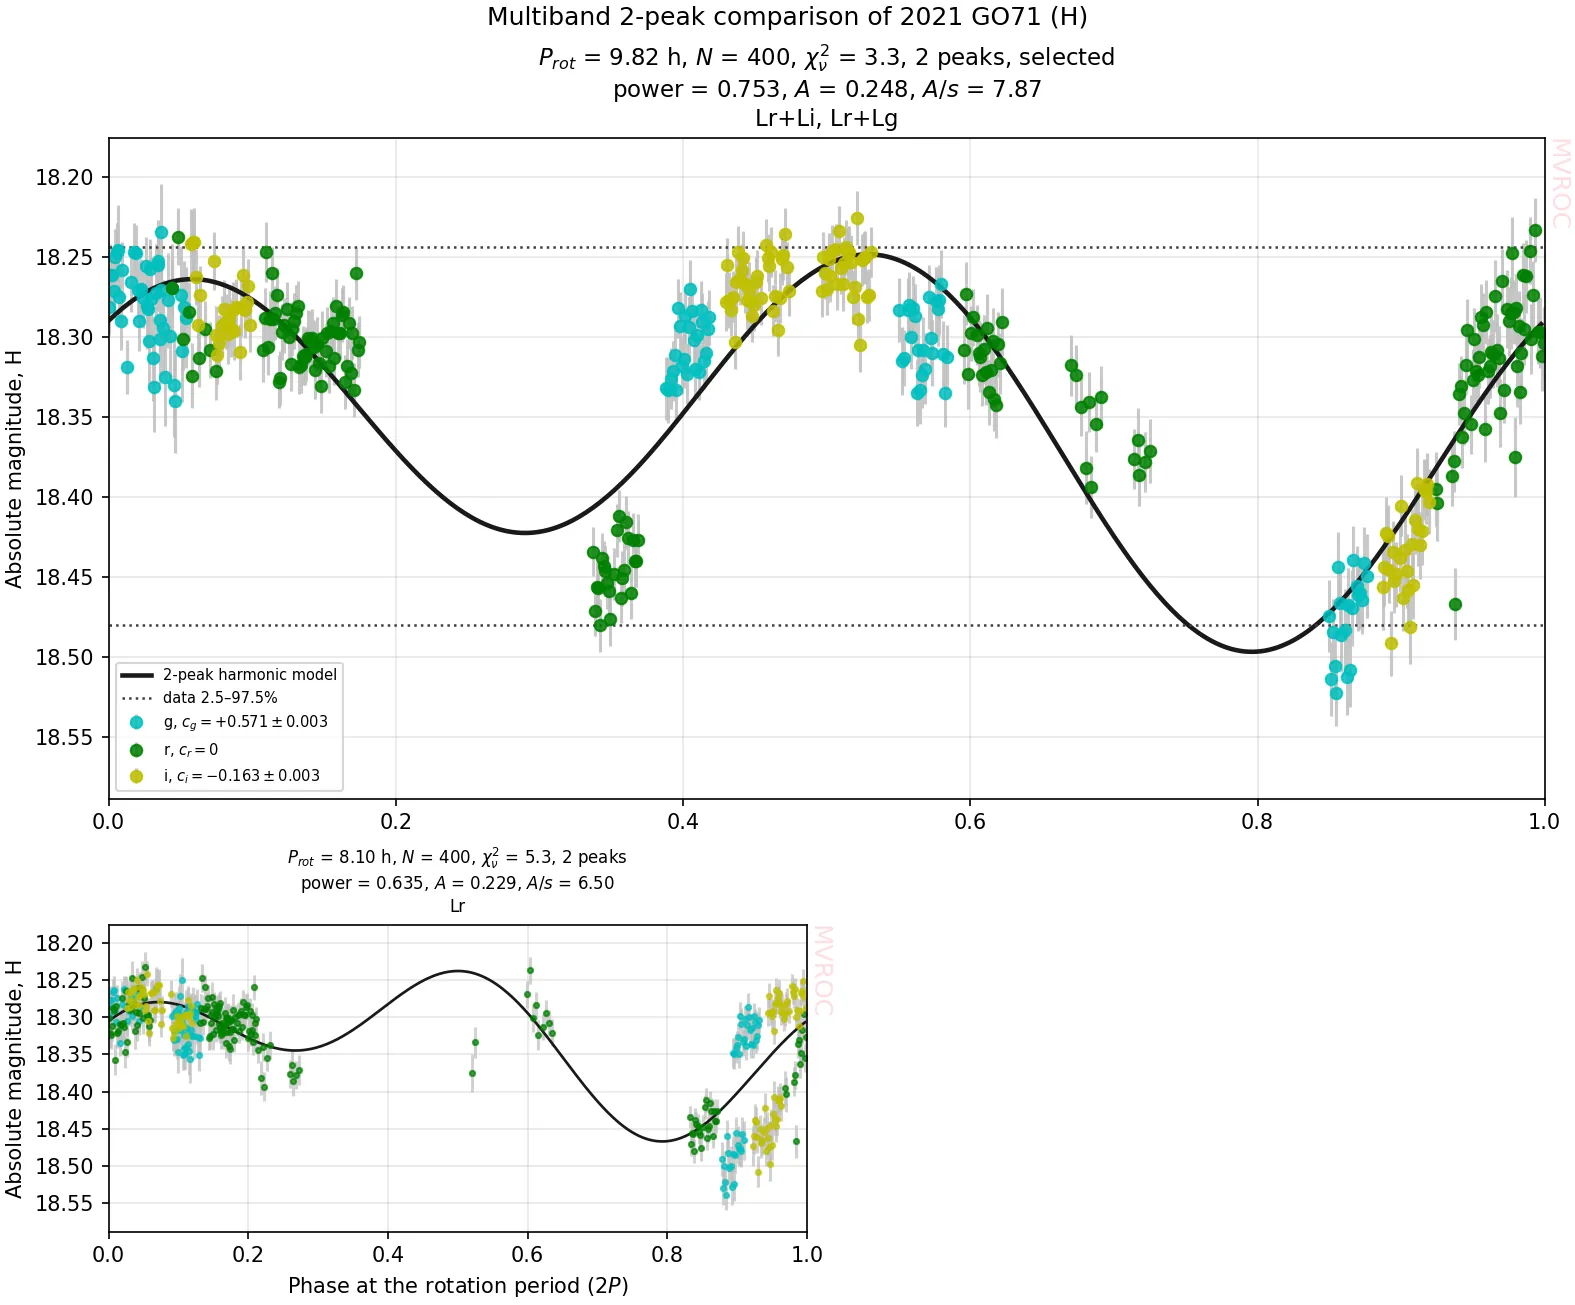 Multiband 2-peak comparison of 2021 GO71 (H)
P_rot = 9.82 h, N = 400, χ²_ν = 3.3, 2 peaks, selected
power = 0.753, A = 0.248, A/s = 7.87
Lr+Li, Lr+Lg
MVROC
Absolute magnitude, H
18.20
18.25
18.30
18.35
18.40
18.45
18.50
18.55
2-peak harmonic model
data 2.5–97.5%
g, c_g = +0.571 ± 0.003
r, c_r = 0
i, c_i = −0.163 ± 0.003
0.0 0.2 0.4 0.6 0.8 1.0
P_rot = 8.10 h, N = 400, χ²_ν = 5.3, 2 peaks
power = 0.635, A = 0.229, A/s = 6.50
Lr
MVROC
Absolute magnitude, H
18.20
18.25
18.30
18.35
18.40
18.45
18.50
18.55
0.0 0.2 0.4 0.6 0.8 1.0
Phase at the rotation period (2P)